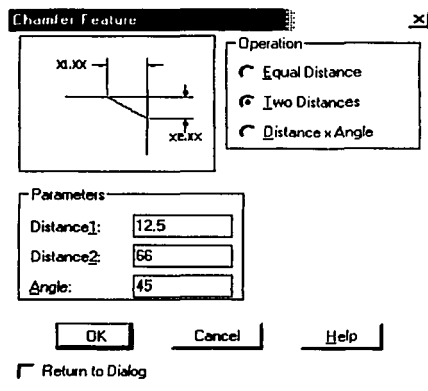 Chamfer Feature
X1.XX
X2.XX
Operation
Equal Distance
Two Distances
Distance x Angle
Parameters
Distance1: 12.5
Distance2: 66
Angle: 45
OK Cancel Help
Return to Dialog